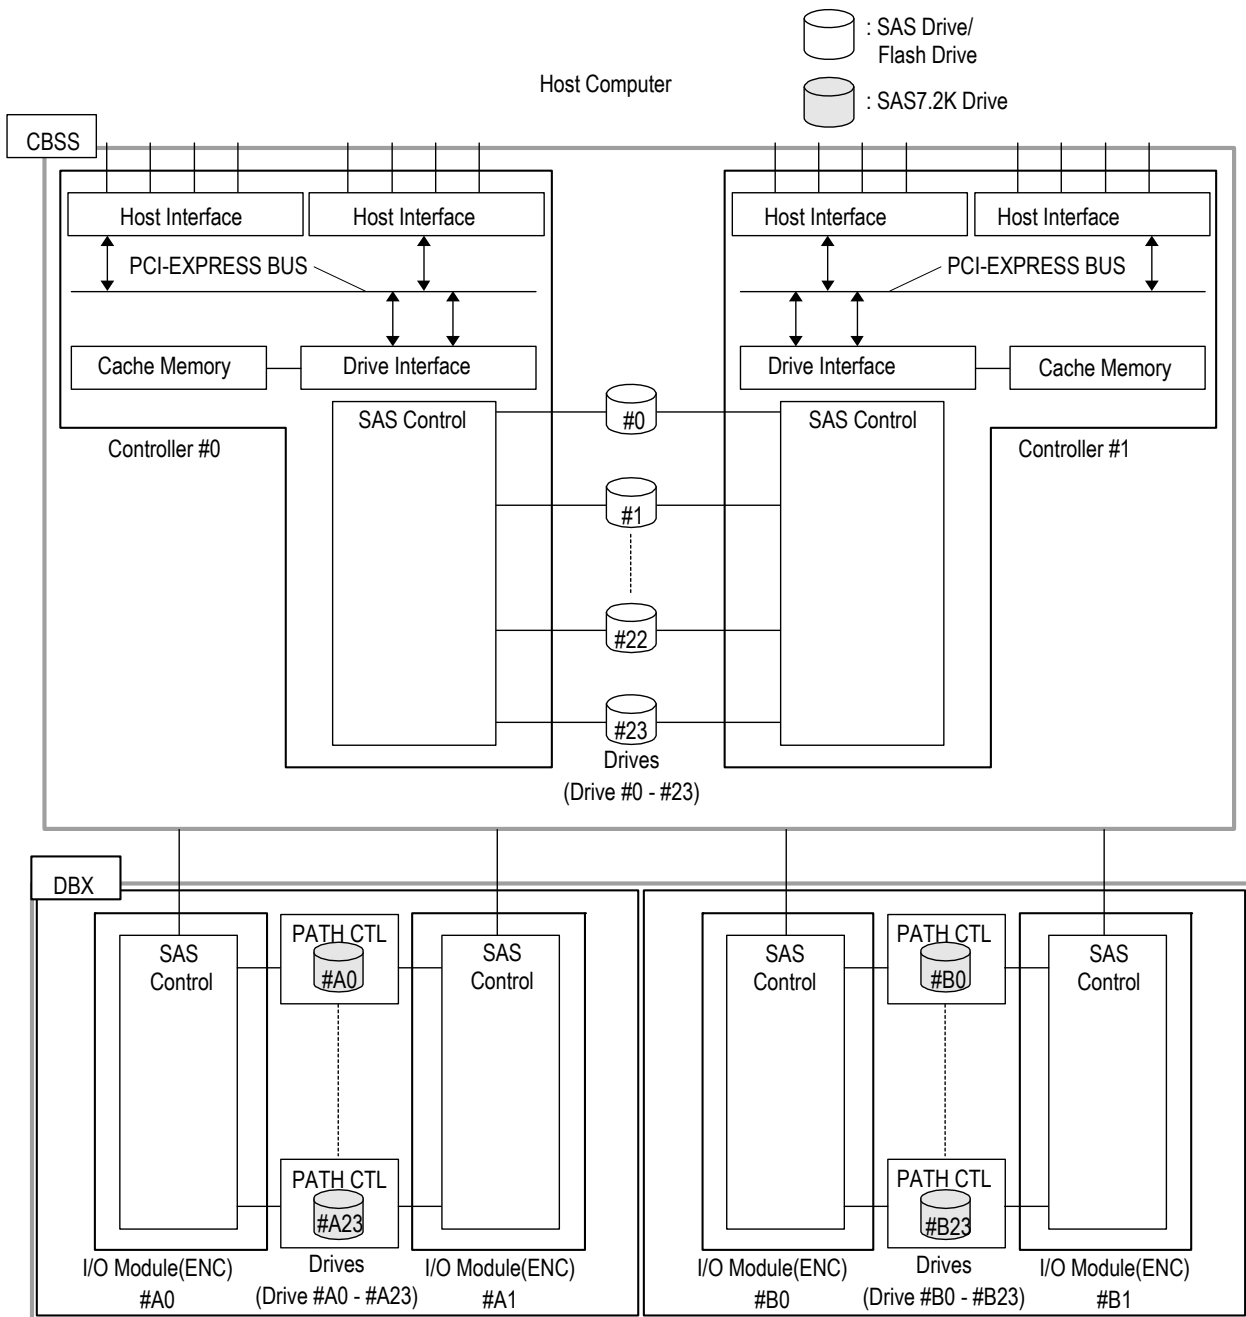 : SAS Drive/
Flash Drive
Host Computer
: SAS7.2K Drive
CBSS
Host Interface
Host Interface
Host Interface
Host Interface
PCI-EXPRESS BUS
PCI-EXPRESS BUS
Cache Memory
Drive Interface
Drive Interface
Cache Memory
SAS Control
#0
SAS Control
Controller #0
Controller #1
#1
#22
#23
Drives
(Drive #0 - #23)
DBX
SAS
Control
PATH CTL
#A0
SAS
Control
SAS
Control
PATH CTL
#B0
SAS
Control
PATH CTL
#A23
PATH CTL
#B23
I/O Module(ENC)
#A0
Drives
(Drive #A0 - #A23)
I/O Module(ENC)
#A1
I/O Module(ENC)
#B0
Drives
(Drive #B0 - #B23)
I/O Module(ENC)
#B1